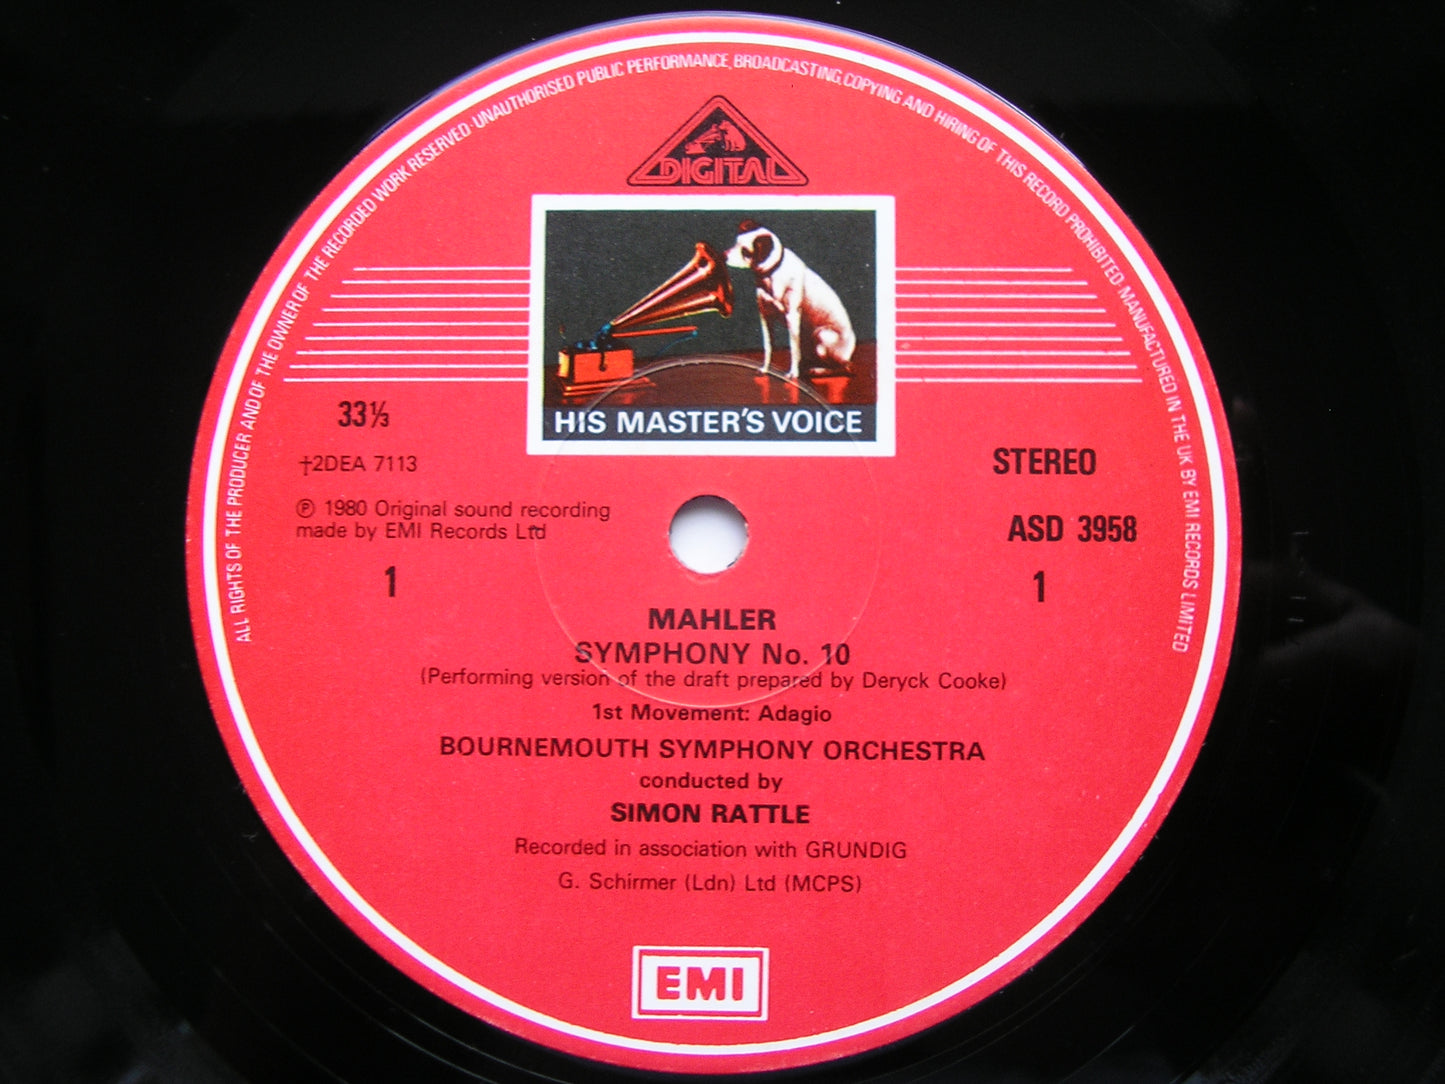 ALL RIGHTS OF THE PRODUCER AND OF THE OWNER OF THE RECORDED WORK RESERVED · UNAUTHORISED PUBLIC PERFORMANCE, BROADCASTING, COPYING AND HIRING OF THIS RECORD PROHIBITED · MANUFACTURED IN THE UK BY EMI RECORDS LIMITED
DIGITAL
HIS MASTER'S VOICE
33⅓
STEREO
†2DEA 7113
℗ 1980 Original sound recording
made by EMI Records Ltd
ASD 3958
1
1
MAHLER
SYMPHONY No. 10
(Performing version of the draft prepared by Deryck Cooke)
1st Movement: Adagio
BOURNEMOUTH SYMPHONY ORCHESTRA
conducted by
SIMON RATTLE
Recorded in association with GRUNDIG
G. Schirmer (Ldn) Ltd (MCPS)
EMI